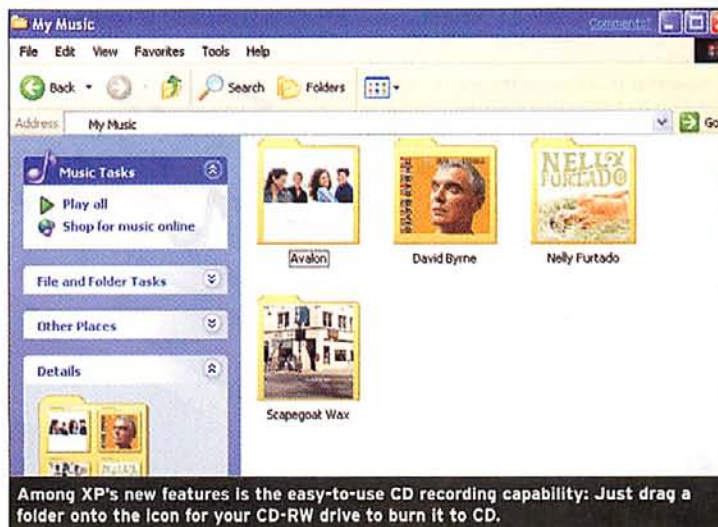 My Music
Comments?
File Edit View Favorites Tools Help
Back Search Folders
Address My Music Go
Music Tasks
Play all
Shop for music online
File and Folder Tasks
Other Places
Details
NELLY
FURTADO
Avalon David Byrne Nelly Furtado
Scapegoat Wax
Among XP's new features is the easy-to-use CD recording capability: Just drag a
folder onto the icon for your CD-RW drive to burn it to CD.